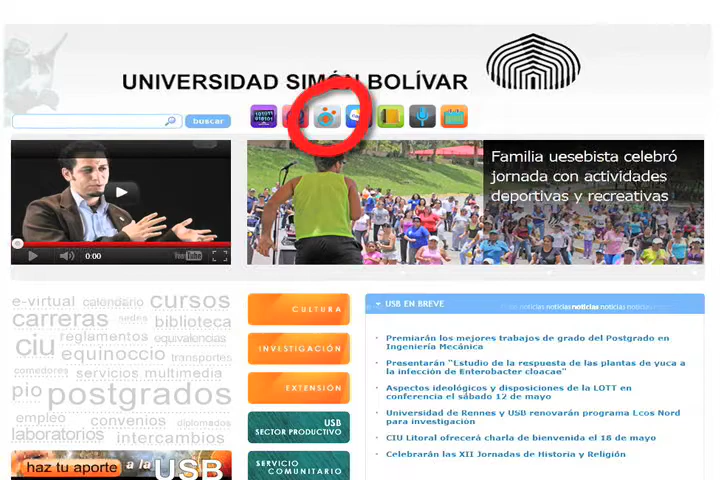 UNIVERSIDAD SIMÓN BOLÍVAR
buscar
Familia uesebista celebró
jornada con actividades
deportivas y recreativas
0:00
YouTube
e-virtual calendario cursos
carreras sedes biblioteca
ciu reglamentos equivalencias
equinoccio transportes
comedores servicios multimedia
pio postgrados
empleo convenios diplomados
laboratorios intercambios
haz tu aporte a la USB
CULTURA
INVESTIGACIÓN
EXTENSIÓN
USB
SECTOR PRODUCTIVO
SERVICIO
COMUNITARIO
USB EN BREVE
noticias noticias noticias noticias noticias
Premiarán los mejores trabajos de grado del Postgrado en
Ingeniería Mecánica
Presentarán "Estudio de la respuesta de las plantas de yuca a
la infección de Enterobacter cloacae"
Aspectos ideológicos y disposiciones de la LOTT en
conferencia el sábado 12 de mayo
Universidad de Rennes y USB renovarán programa Ecos Nord
para investigación
CIU Litoral ofrecerá charla de bienvenida el 18 de mayo
Celebrarán las XII Jornadas de Historia y Religión